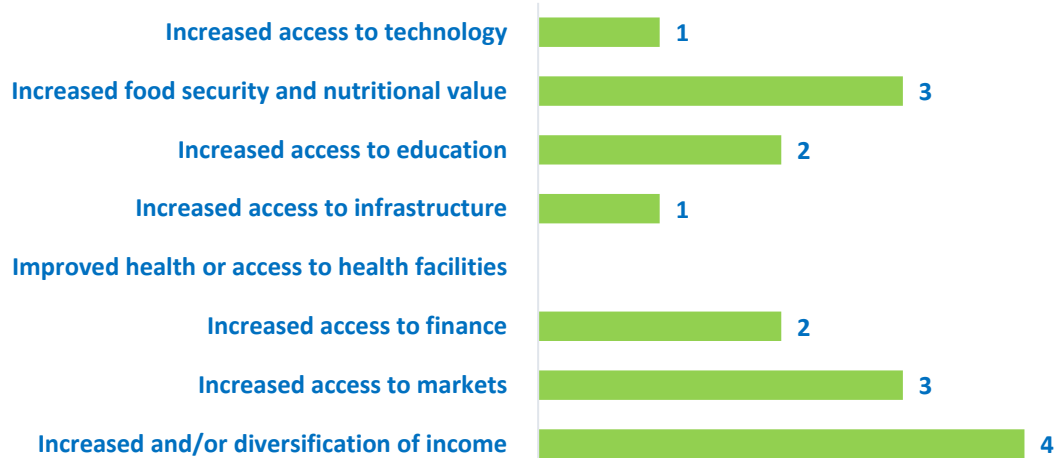 Increased access to technology 1
Increased food security and nutritional value 3
Increased access to education 2
Increased access to infrastructure 1
Improved health or access to health facilities
Increased access to finance 2
Increased access to markets 3
Increased and/or diversification of income 4